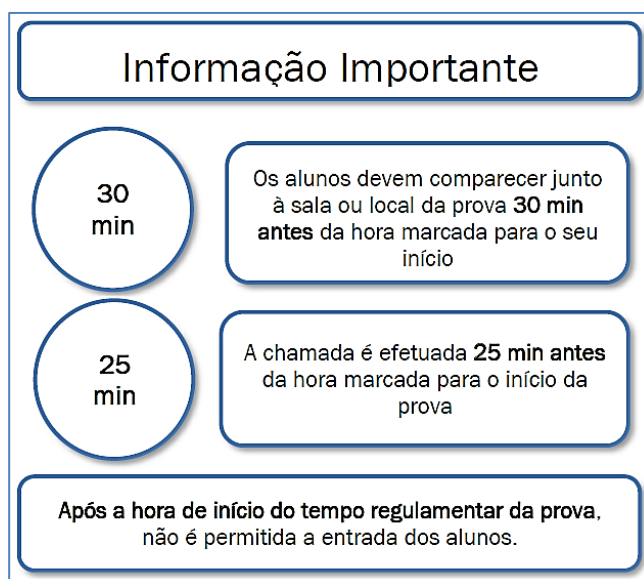 Informação Importante
30
min
Os alunos devem comparecer junto
à sala ou local da prova 30 min
antes da hora marcada para o seu
início
25
min
A chamada é efetuada 25 min antes
da hora marcada para o início da
prova
Após a hora de início do tempo regulamentar da prova,
não é permitida a entrada dos alunos.